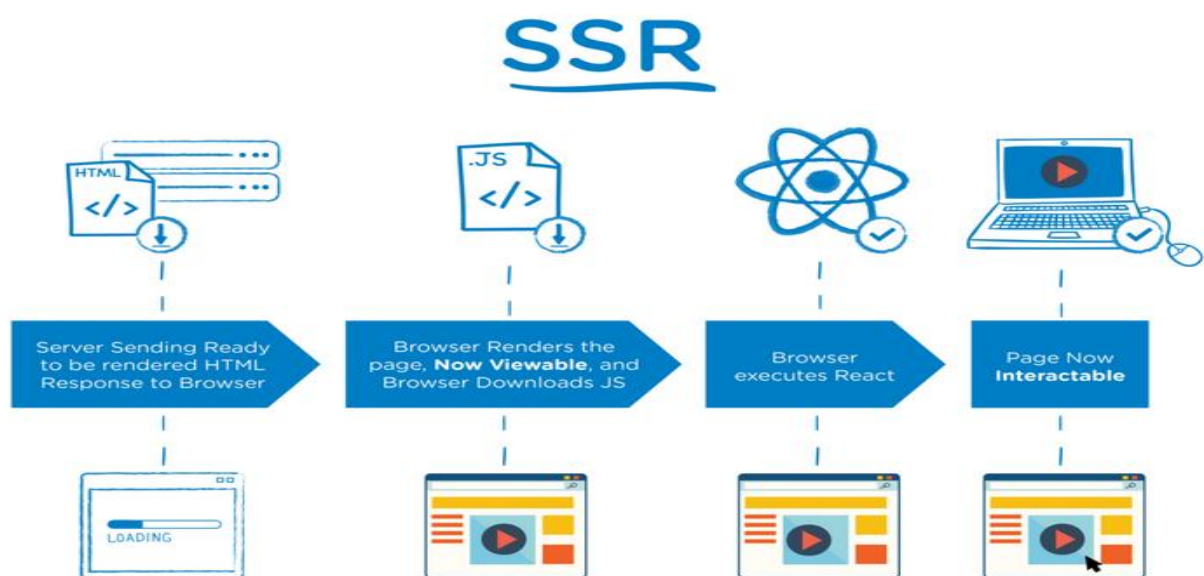 SSR
HTML
</>
.JS
</>
Server Sending Ready
to be rendered HTML
Response to Browser
Browser Renders the
page, Now Viewable, and
Browser Downloads JS
Browser
executes React
Page Now
Interactable
LOADING